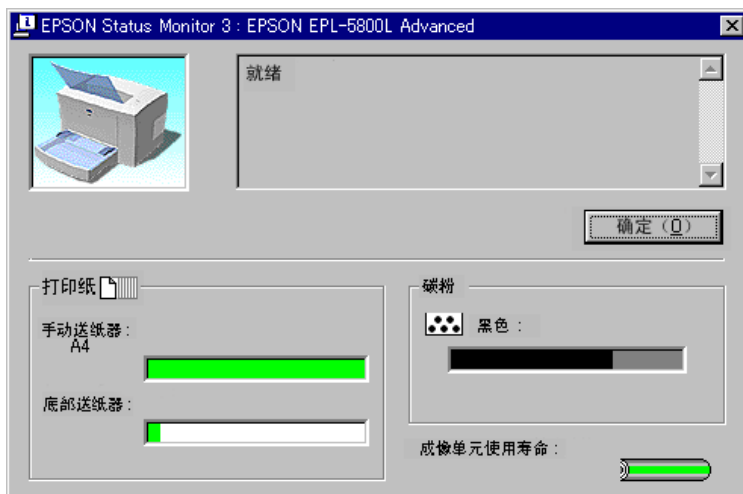 EPSON Status Monitor 3 : EPSON EPL-5800L Advanced
就绪
确定（O）
打印纸
手动送纸器：
A4
底部送纸器：
碳粉
黑色：
成像单元使用寿命：